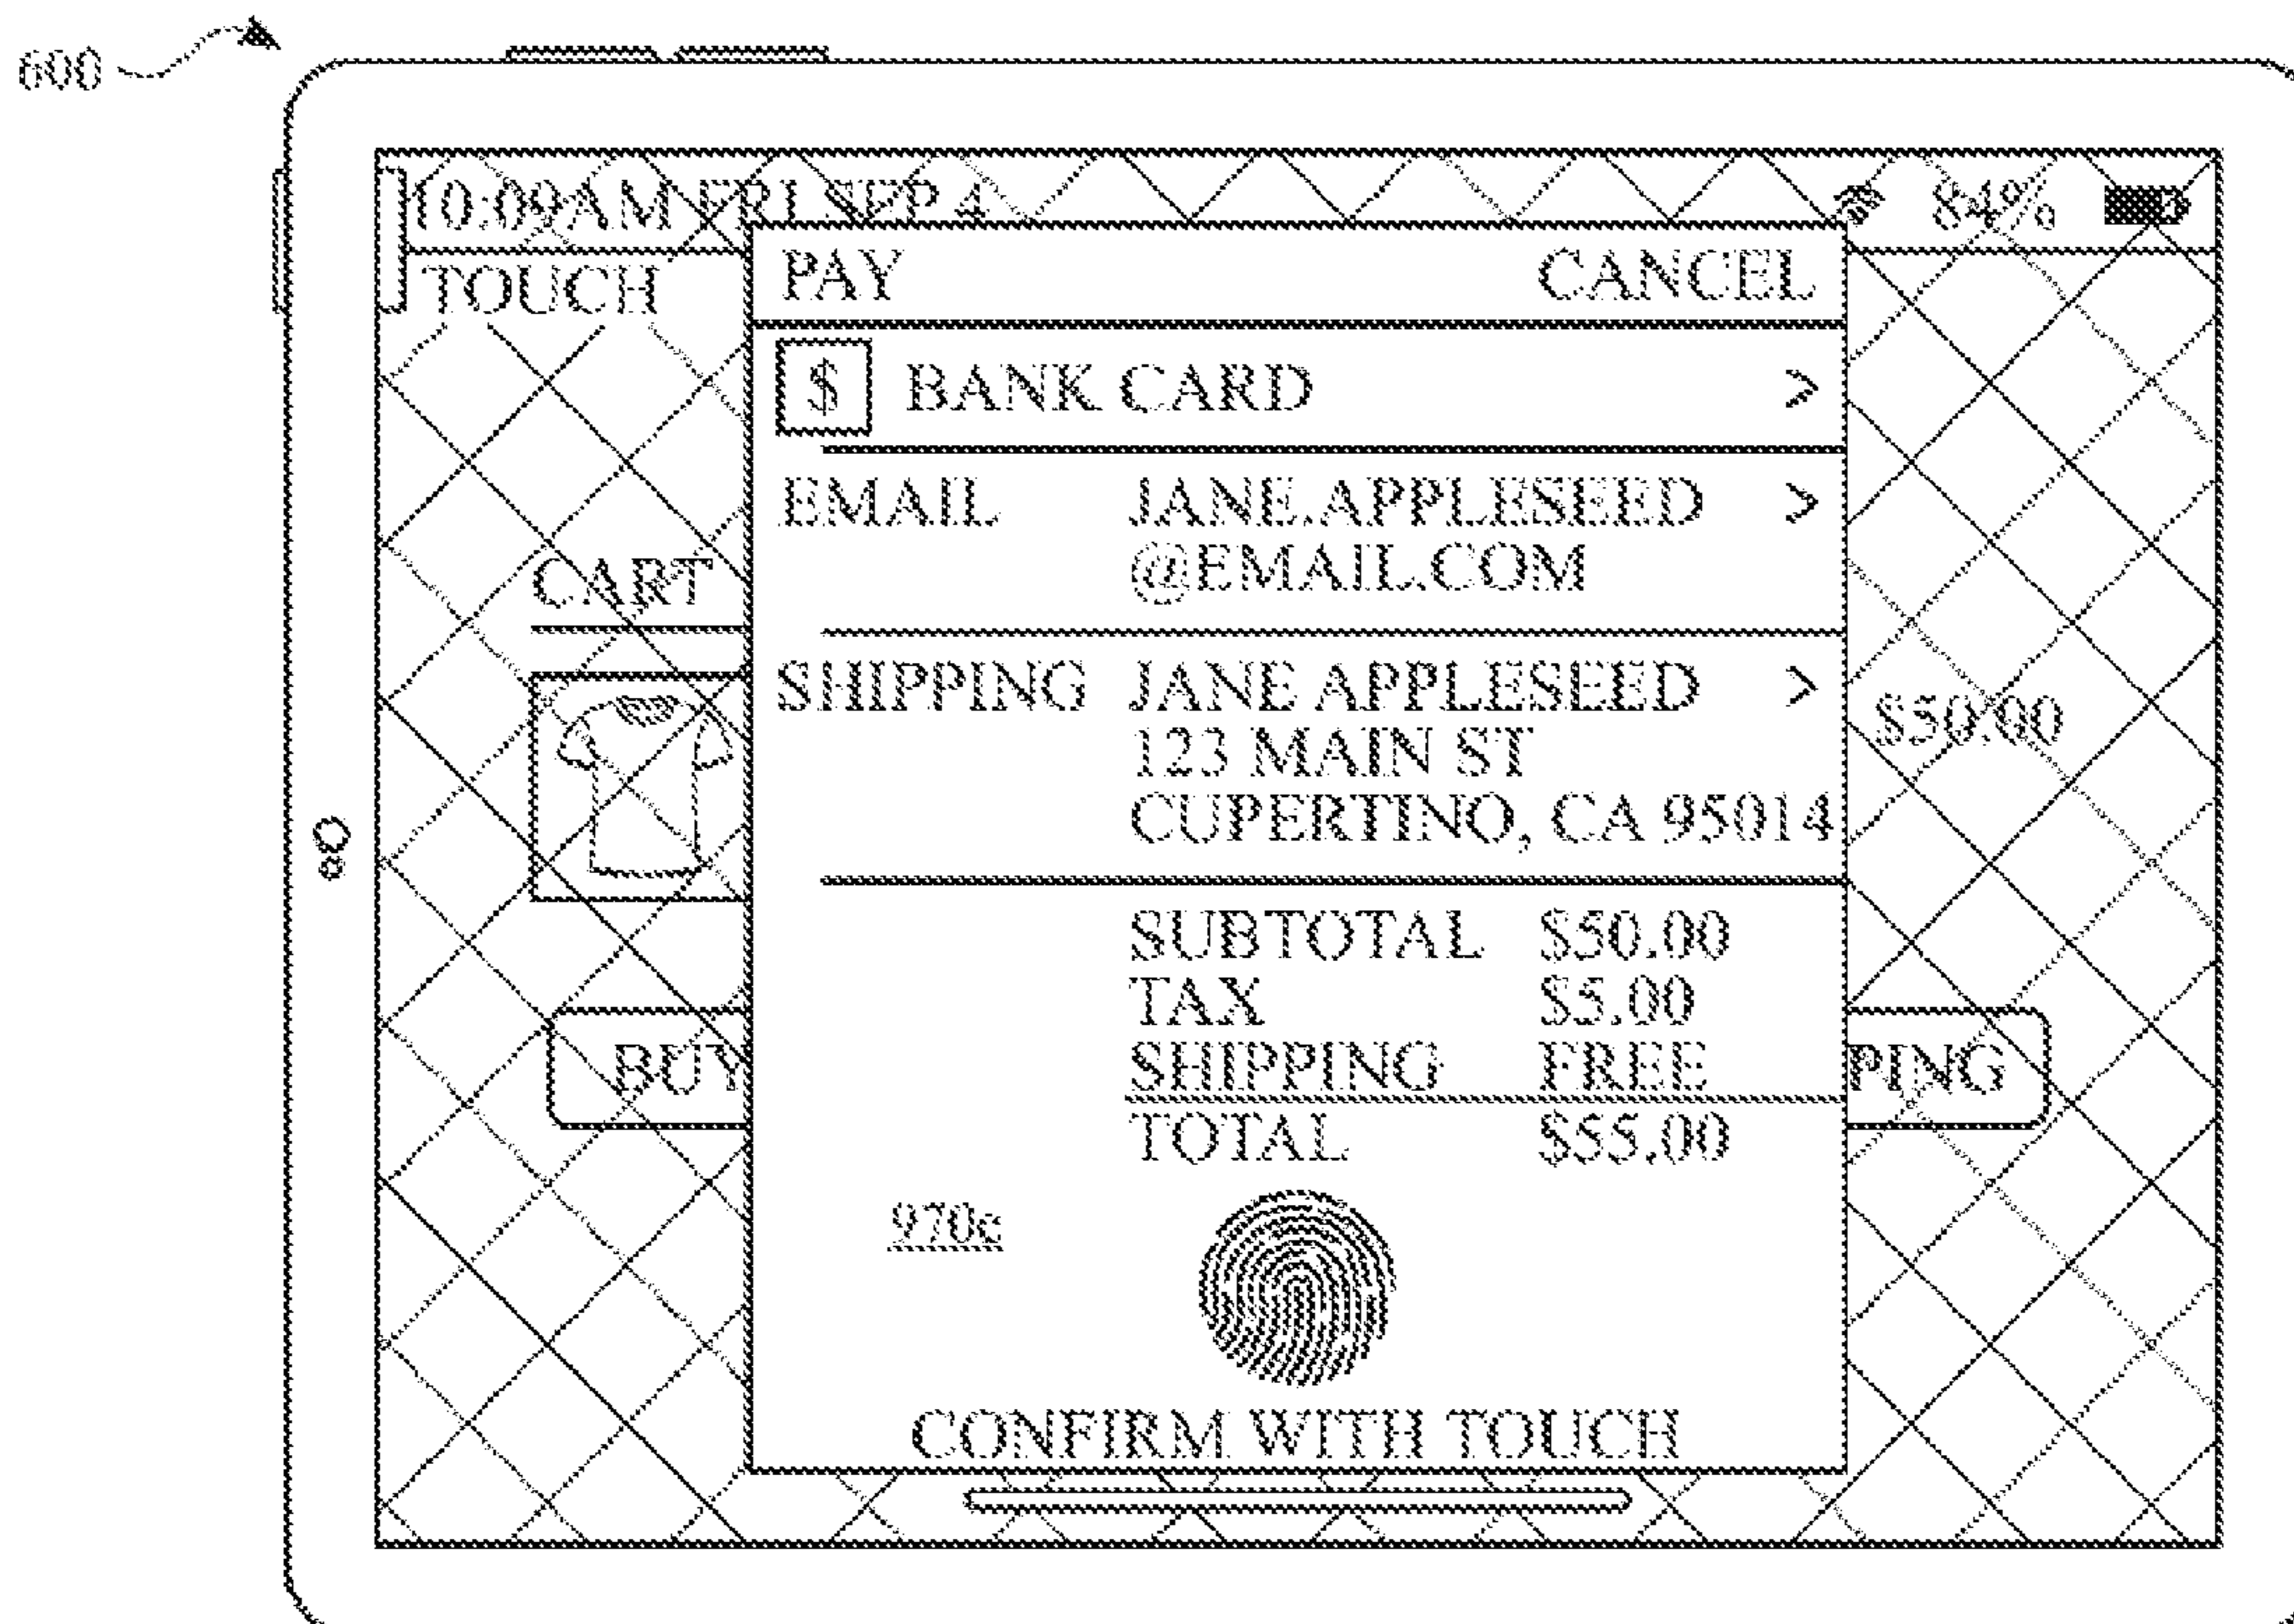 600
10:09AM FRI SEP 4 84%
TOUCH
PAY CANCEL
$ BANK CARD >
EMAIL JANE.APPLESEED >
@EMAIL.COM
CART
SHIPPING JANE APPLESEED >
123 MAIN ST
CUPERTINO, CA 95014
$50.00
SUBTOTAL $50.00
TAX $5.00
SHIPPING FREE
TOTAL $55.00
BUY
PING
970c
CONFIRM WITH TOUCH